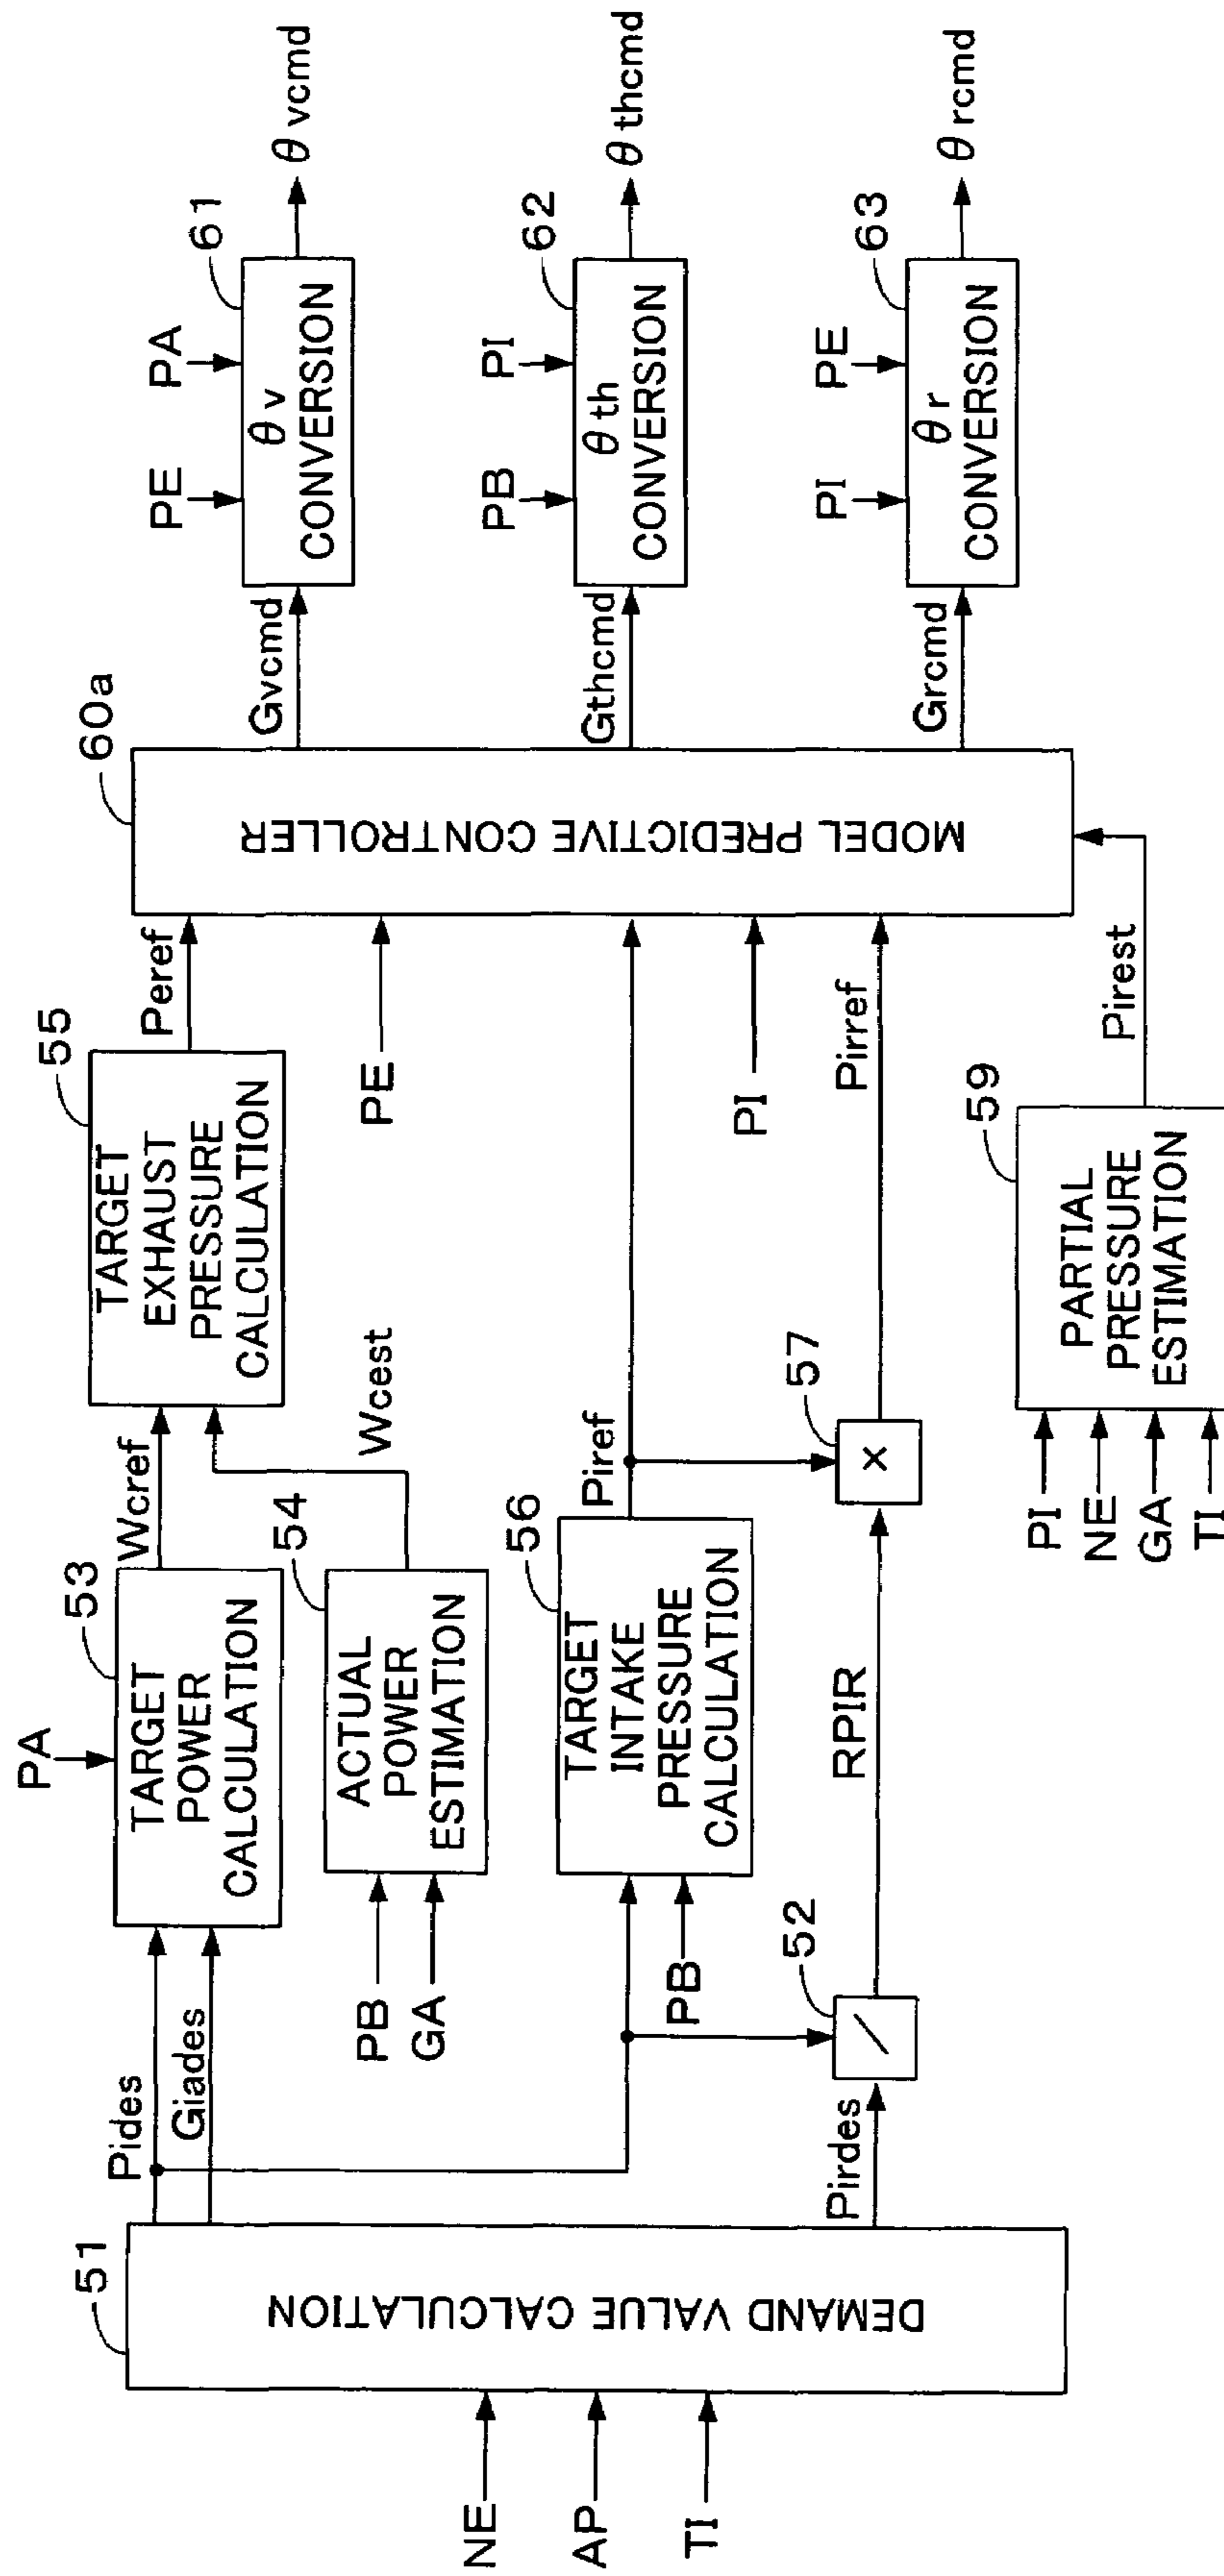 51
DEMAND VALUE CALCULATION
NE
AP
TI
Pides
Giades
Pirdes
PA
53
TARGET
POWER
CALCULATION
Wcref
54
ACTUAL
POWER
ESTIMATION
PB
GA
Wcest
55
TARGET
EXHAUST
PRESSURE
CALCULATION
Peref
56
TARGET
INTAKE
PRESSURE
CALCULATION
PB
Piref
52
/
RPIR
57
×
Pirref
PE
PI
59
PARTIAL
PRESSURE
ESTIMATION
PI
NE
GA
TI
Pirest
60a
MODEL PREDICTIVE CONTROLLER
Gvcmd
Gthcmd
Grcmd
PE
PA
61
θv
CONVERSION
θvcmd
PB
PI
62
θth
CONVERSION
θthcmd
PI
PE
63
θr
CONVERSION
θrcmd